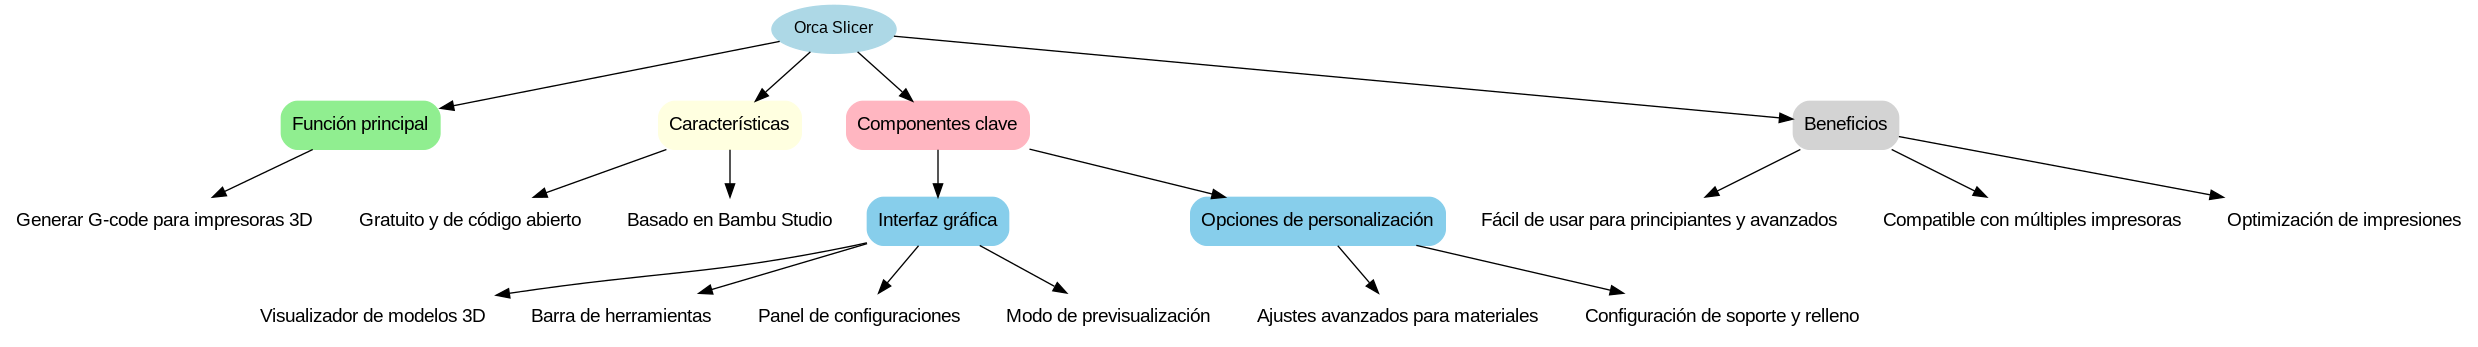 Orca Slicer
Función principal
Características
Componentes clave
Beneficios
Generar G-code para impresoras 3D
Gratuito y de código abierto
Basado en Bambu Studio
Interfaz gráfica
Opciones de personalización
Fácil de usar para principiantes y avanzados
Compatible con múltiples impresoras
Optimización de impresiones
Visualizador de modelos 3D
Barra de herramientas
Panel de configuraciones
Modo de previsualización
Ajustes avanzados para materiales
Configuración de soporte y relleno